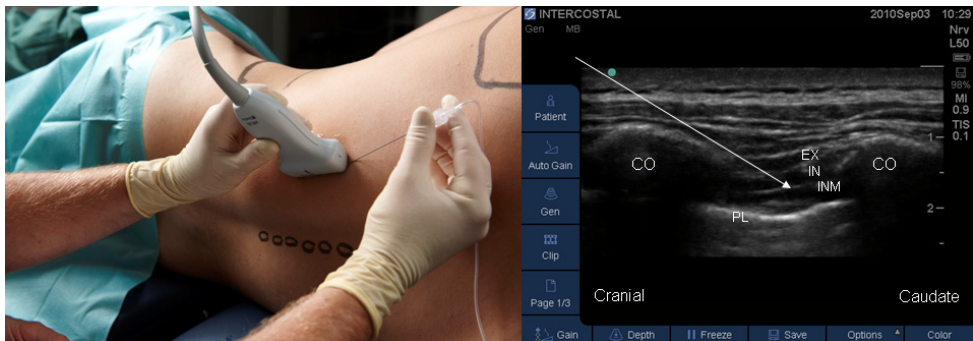 INTERCOSTAL
2010Sep03 10:29
Gen MB
Nrv
L50
98%
MI
0.9
TIS
0.1
Patient
Auto Gain
Gen
Clip
Page 1/3
CO
EX
IN
INM
CO
PL
1
2
Cranial
Caudate
Gain
Depth
Freeze
Save
Options
Color